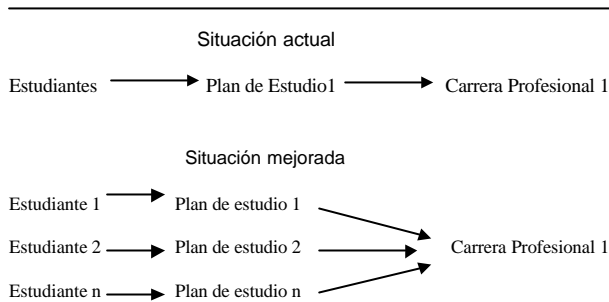 Situación actual
Estudiantes Plan de Estudio1 Carrera Profesional 1
Situación mejorada
Estudiante 1 Plan de estudio 1
Estudiante 2 Plan de estudio 2 Carrera Profesional 1
Estudiante n Plan de estudio n